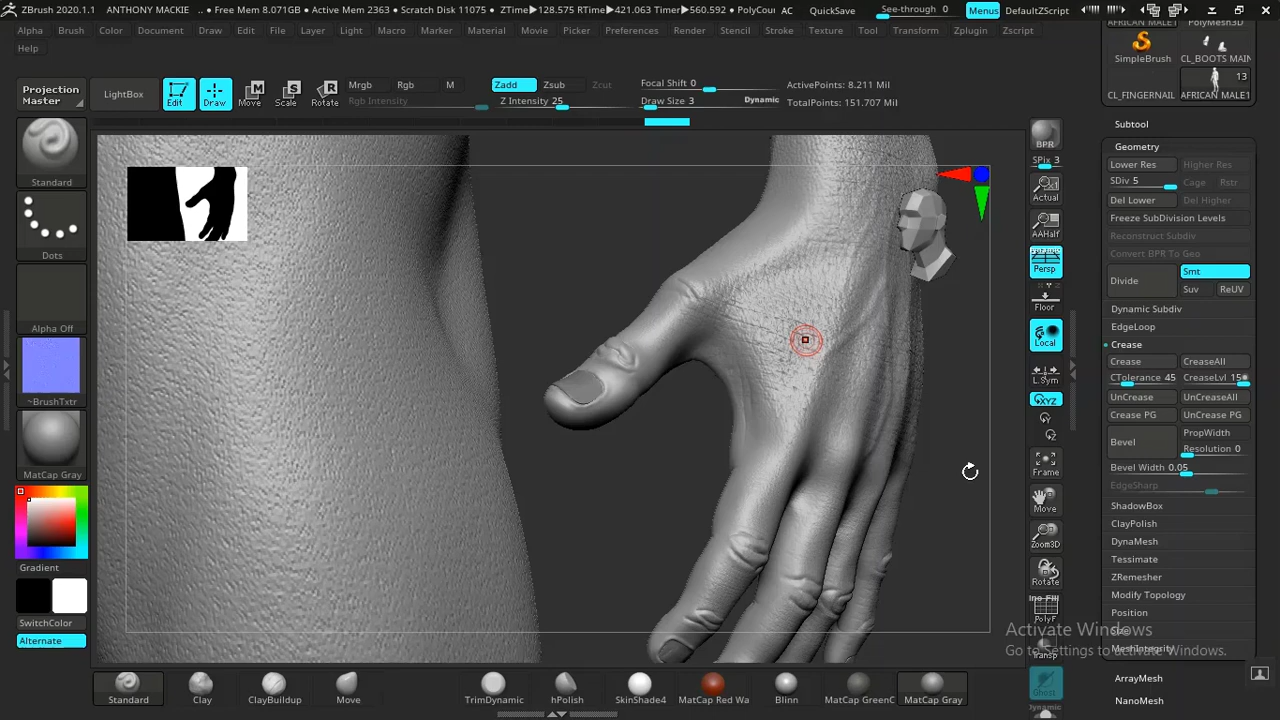 ZBrush 2020.1.1 ANTHONY MACKIE .. • Free Mem 8.071GB • Active Mem 2363 • Scratch Disk 11075 • ZTime▶128.575 RTime▶421.063 Timer▶560.592 • PolyCou AC QuickSave See-through 0 Menus DefaultZScript
Alpha Brush Color Document Draw Edit File Layer Light Macro Marker Material Movie Picker Preferences Render Stencil Stroke Texture Tool Transform Zplugin Zscript
Help
AFRICAN MALE1 PolyMesh3D
SimpleBrush CL_BOOTS MAIN
13
CL_FINGERNAIL AFRICAN MALE1
Projection Master
LightBox
Edit Draw Move Scale Rotate
Mrgb Rgb M
Rgb Intensity
Zadd Zsub Zcut
Z Intensity 25
Focal Shift 0
Draw Size 3 Dynamic
ActivePoints: 8.211 Mil
TotalPoints: 151.707 Mil
Standard
Dots
Alpha Off
~BrushTxtr
MatCap Gray
Gradient
SwitchColor
Alternate
BPR
SPix 3
Actual
AAHalf
Persp
Floor
Local
L.Sym
XYZ
Frame
Move
Zoom3D
Rotate
PolyF
Transp
Ghost
Dynamic
Subtool
Geometry
Lower Res Higher Res
SDiv 5 Cage Rstr
Del Lower Del Higher
Freeze SubDivision Levels
Reconstruct Subdiv
Convert BPR To Geo
Divide Smt
Suv ReUV
Dynamic Subdiv
EdgeLoop
Crease
Crease CreaseAll
CTolerance 45 CreaseLvl 15
UnCrease UnCreaseAll
Crease PG UnCrease PG
Bevel PropWidth
Resolution 0
Bevel Width 0.05
EdgeSharp
ShadowBox
ClayPolish
DynaMesh
Tessimate
ZRemesher
Modify Topology
Position
Size
MeshIntegrity
Activate Windows
Go to Settings to activate Windows.
ArrayMesh
NanoMesh
Standard Clay ClayBuildup Move TrimDynamic hPolish SkinShade4 MatCap Red Wa Blinn MatCap GreenC MatCap Gray